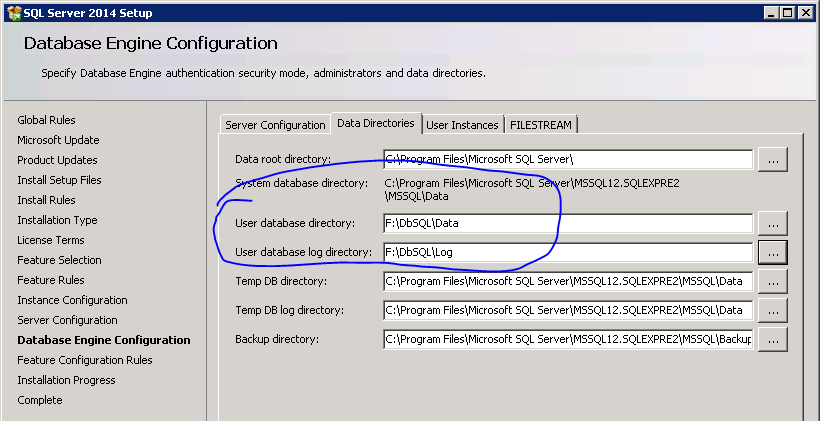 SQL Server 2014 Setup
Database Engine Configuration
Specify Database Engine authentication security mode, administrators and data directories.
Global Rules
Microsoft Update
Product Updates
Install Setup Files
Install Rules
Installation Type
License Terms
Feature Selection
Feature Rules
Instance Configuration
Server Configuration
Database Engine Configuration
Feature Configuration Rules
Installation Progress
Complete
Server Configuration Data Directories User Instances FILESTREAM
Data root directory: C:\Program Files\Microsoft SQL Server\ ...
System database directory: C:\Program Files\Microsoft SQL Server\MSSQL12.SQLEXPRE2
\MSSQL\Data
User database directory: F:\DbSQL\Data ...
User database log directory: F:\DbSQL\Log ...
Temp DB directory: C:\Program Files\Microsoft SQL Server\MSSQL12.SQLEXPRE2\MSSQL\Data ...
Temp DB log directory: C:\Program Files\Microsoft SQL Server\MSSQL12.SQLEXPRE2\MSSQL\Data ...
Backup directory: C:\Program Files\Microsoft SQL Server\MSSQL12.SQLEXPRE2\MSSQL\Backup ...